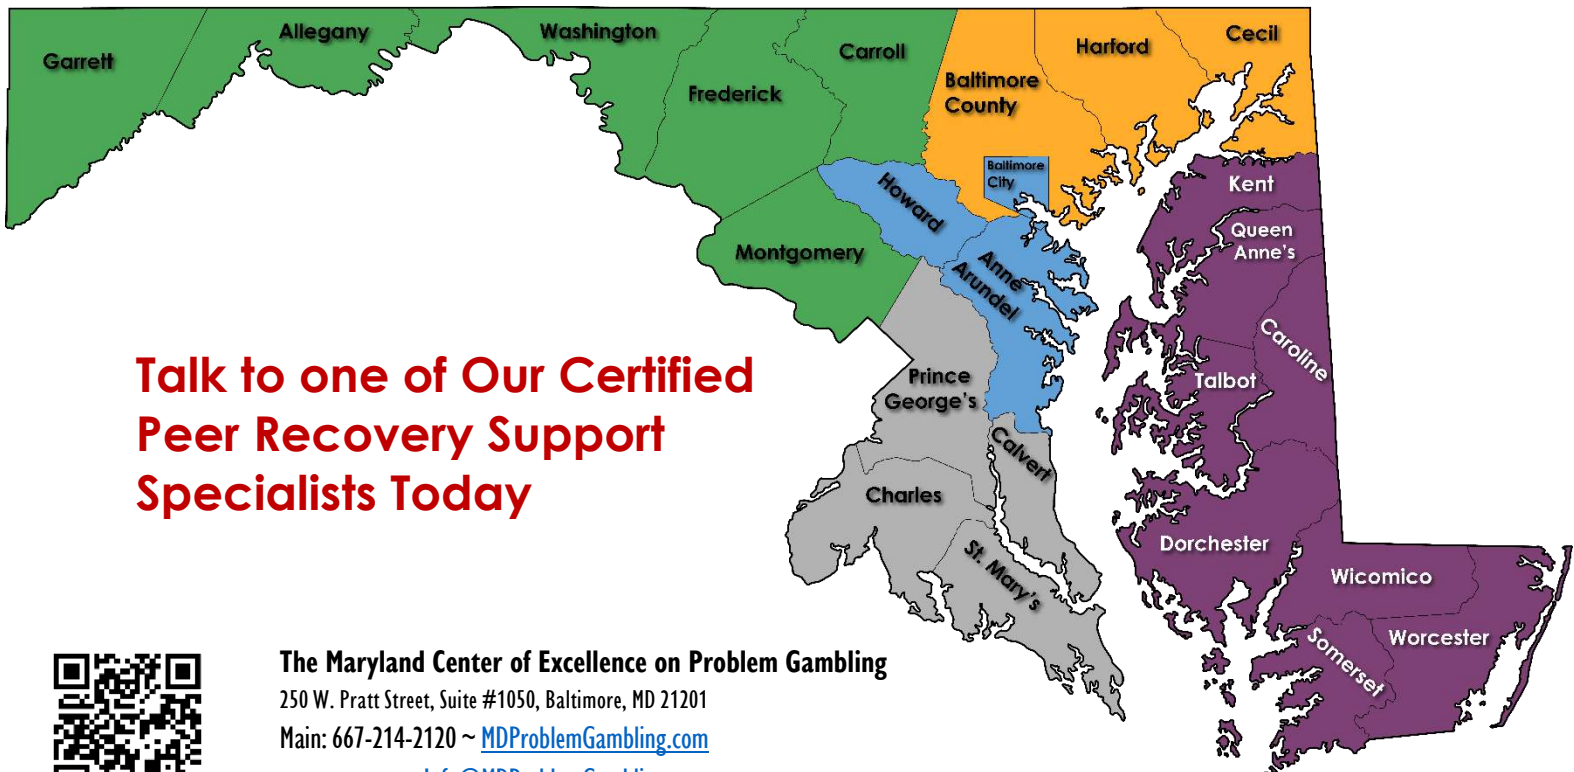 Garrett
Allegany
Washington
Frederick
Carroll
Baltimore
County
Harford
Cecil
Baltimore
City
Howard
Montgomery
Anne
Arundel
Kent
Queen
Anne's
Caroline
Talbot
Prince
George's
Calvert
Charles
St. Mary's
Dorchester
Wicomico
Worcester
Somerset
Talk to one of Our Certified
Peer Recovery Support
Specialists Today
The Maryland Center of Excellence on Problem Gambling
250 W. Pratt Street, Suite #1050, Baltimore, MD 21201
Main: 667-214-2120 ~ MDProblemGambling.com